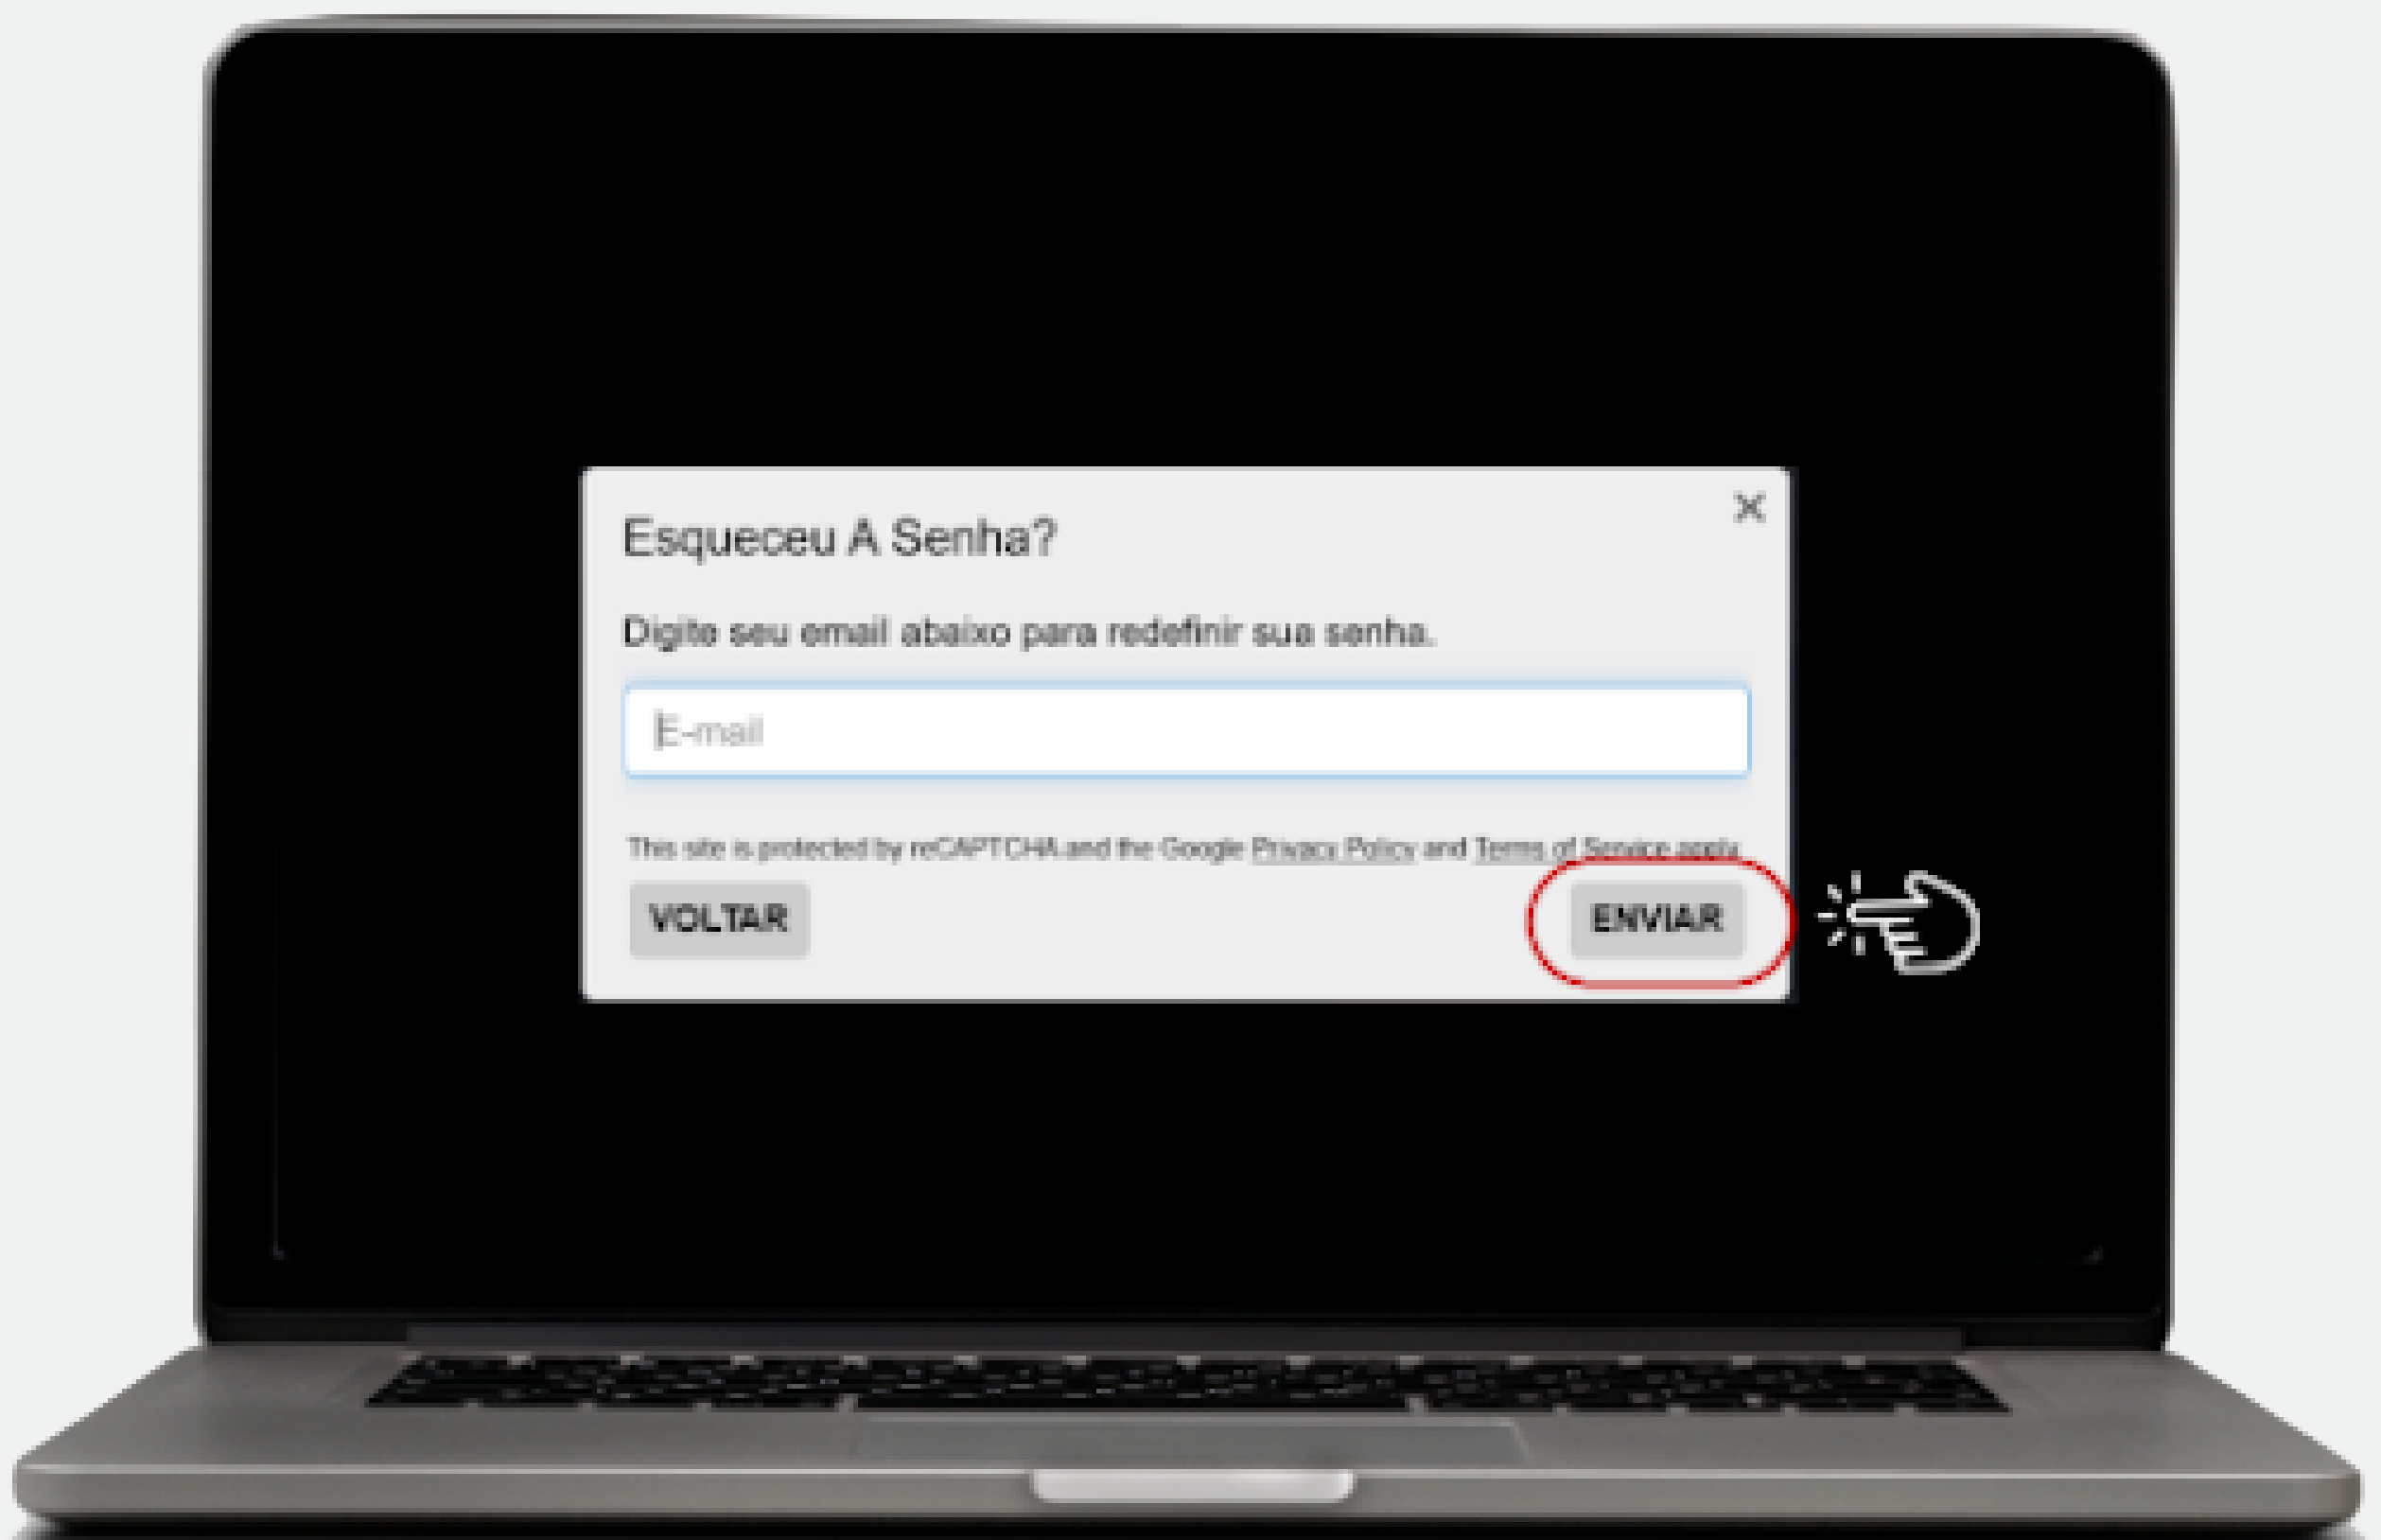 Esqueceu A Senha?
Digite seu email abaixo para redefinir sua senha.
E-mail
This site is protected by reCAPTCHA and the Google Privacy Policy and Terms of Service apply.
VOLTAR
ENVIAR